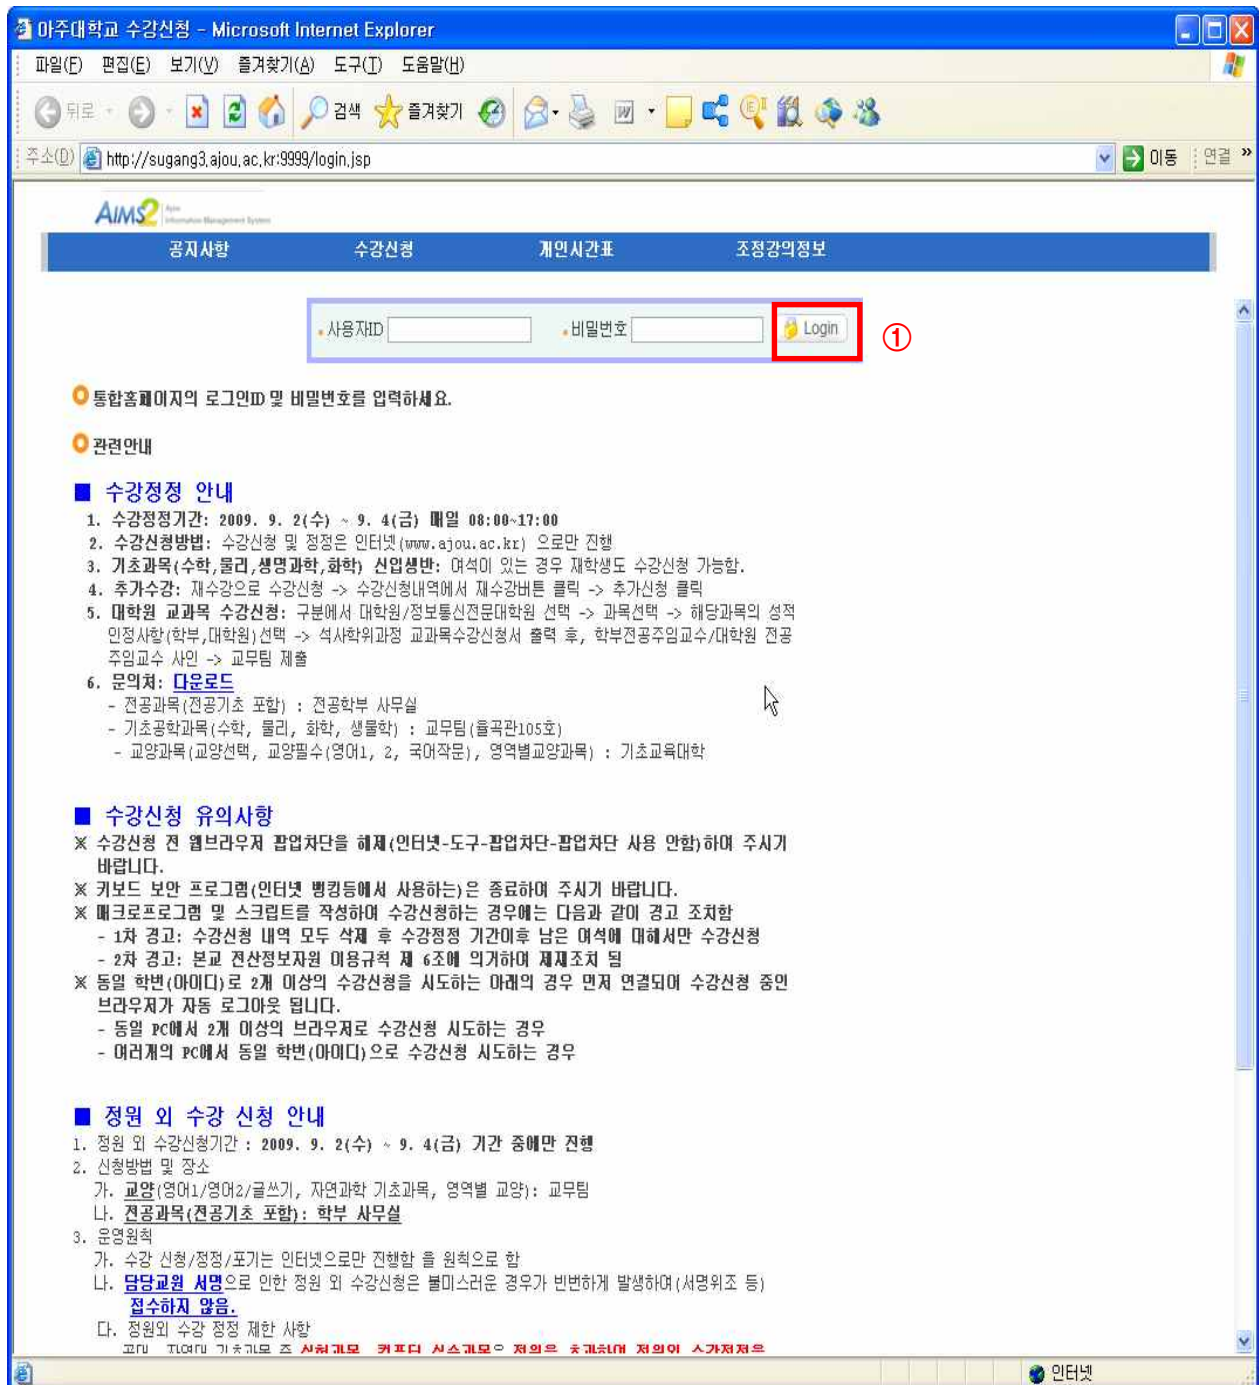 아주대학교 수강신청 - Microsoft Internet Explorer
파일(F) 편집(E) 보기(V) 즐겨찾기(A) 도구(T) 도움말(H)
뒤로 검색 즐겨찾기
주소(D) http://sugang3.ajou.ac.kr:9999/login.jsp 이동 연결 »
AIMS2 Ajou Information Management System
공지사항 수강신청 개인시간표 조정강의정보
사용자ID 비밀번호 Login ①
통합홈페이지의 로그인ID 및 비밀번호를 입력하세요.
관련안내
■ 수강정정 안내
1. 수강정정기간: 2009. 9. 2(수) ~ 9. 4(금) 매일 08:00~17:00
2. 수강신청방법: 수강신청 및 정정은 인터넷(www.ajou.ac.kr) 으로만 진행
3. 기초과목(수학,물리,생명과학,화학) 신입생반: 여석이 있는 경우 재학생도 수강신청 가능함.
4. 추가수강: 재수강으로 수강신청 -> 수강신청내역에서 재수강버튼 클릭 -> 추가신청 클릭
5. 대학원 교과목 수강신청: 구분에서 대학원/정보통신전문대학원 선택 -> 과목선택 -> 해당과목의 성적
인정사항(학부,대학원)선택 -> 석사학위과정 교과목수강신청서 출력 후, 학부전공주임교수/대학원 전공
주임교수 사인 -> 교무팀 제출
6. 문의처: 다운로드
- 전공과목(전공기초 포함) : 전공학부 사무실
- 기초공학과목(수학, 물리, 화학, 생물학) : 교무팀(율곡관105호)
- 교양과목(교양선택, 교양필수(영어1, 2, 국어작문), 영역별교양과목) : 기초교육대학
■ 수강신청 유의사항
※ 수강신청 전 웹브라우저 팝업차단을 해제(인터넷-도구-팝업차단-팝업차단 사용 안함)하여 주시기
바랍니다.
※ 키보드 보안 프로그램(인터넷 뱅킹등에서 사용하는)은 종료하여 주시기 바랍니다.
※ 매크로프로그램 및 스크립트를 작성하여 수강신청하는 경우에는 다음과 같이 경고 조치함
- 1차 경고: 수강신청 내역 모두 삭제 후 수강정정 기간이후 남은 여석에 대해서만 수강신청
- 2차 경고: 본교 전산정보자원 이용규칙 제 6조에 의거하여 제재조치 됨
※ 동일 학번(아이디)로 2개 이상의 수강신청을 시도하는 아래의 경우 먼저 연결되어 수강신청 중인
브라우저가 자동 로그아웃 됩니다.
- 동일 PC에서 2개 이상의 브라우저로 수강신청 시도하는 경우
- 여러개의 PC에서 동일 학번(아이디)으로 수강신청 시도하는 경우
■ 정원 외 수강 신청 안내
1. 정원 외 수강신청기간 : 2009. 9. 2(수) ~ 9. 4(금) 기간 중에만 진행
2. 신청방법 및 장소
가. 교양(영어1/영어2/글쓰기, 자연과학 기초과목, 영역별 교양): 교무팀
나. 전공과목(전공기초 포함): 학부 사무실
3. 운영원칙
가. 수강 신청/정정/포기는 인터넷으로만 진행함 을 원칙으로 함
나. 담당교원 서명으로 인한 정원 외 수강신청은 불미스러운 경우가 빈번하게 발생하여(서명위조 등)
접수하지 않음.
다. 정원외 수강 정정 제한 사항
인터넷